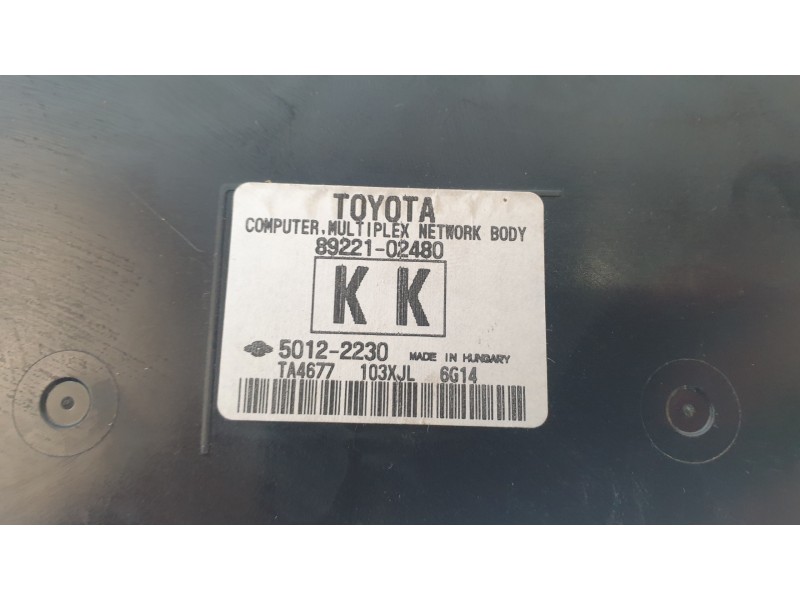 TOYOTA
COMPUTER,MULTIPLEX NETWORK BODY
89221-02480
K K
5012-2230 MADE IN HUNGARY
TA4677 103XJL 6G14